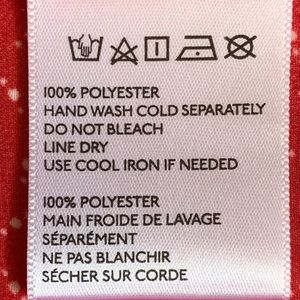 100% POLYESTER
HAND WASH COLD SEPARATELY
DO NOT BLEACH
LINE DRY
USE COOL IRON IF NEEDED
100% POLYESTER
MAIN FROIDE DE LAVAGE
SÉPARÉMENT
NE PAS BLANCHIR
SÉCHER SUR CORDE